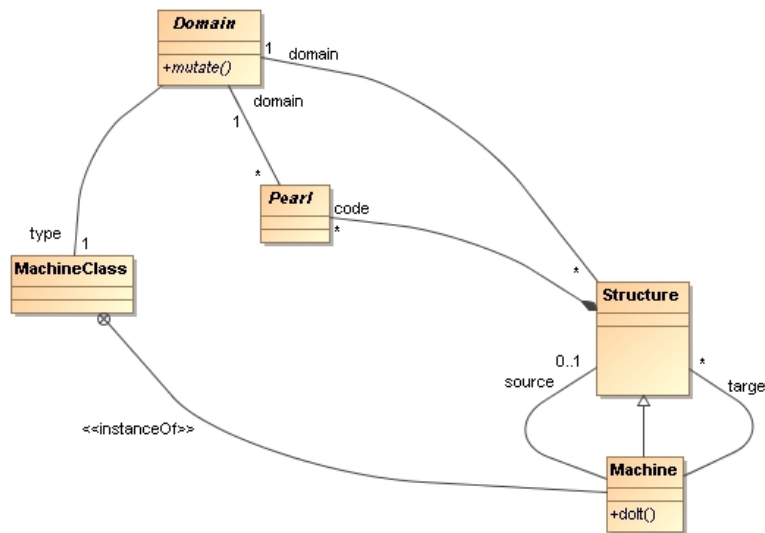 Domain
+mutate()
1
domain
domain
1
*
Pearl
code
*
type
1
MachineClass
*
Structure
0..1
source
*
targe
<<instanceOf>>
Machine
+doIt()